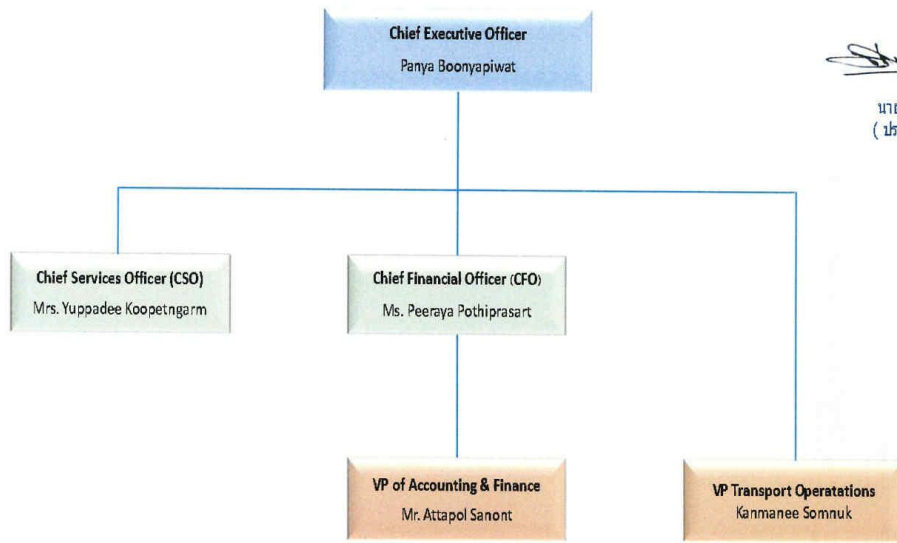 Chief Executive Officer
Panya Boonyapiwat
Chief Services Officer (CSO)
Mrs. Yuppadee Koopetngarm
Chief Financial Officer (CFO)
Ms. Peeraya Pothiprasart
VP of Accounting & Finance
Mr. Attapol Sanont
VP Transport Operatations
Kanmanee Somnuk